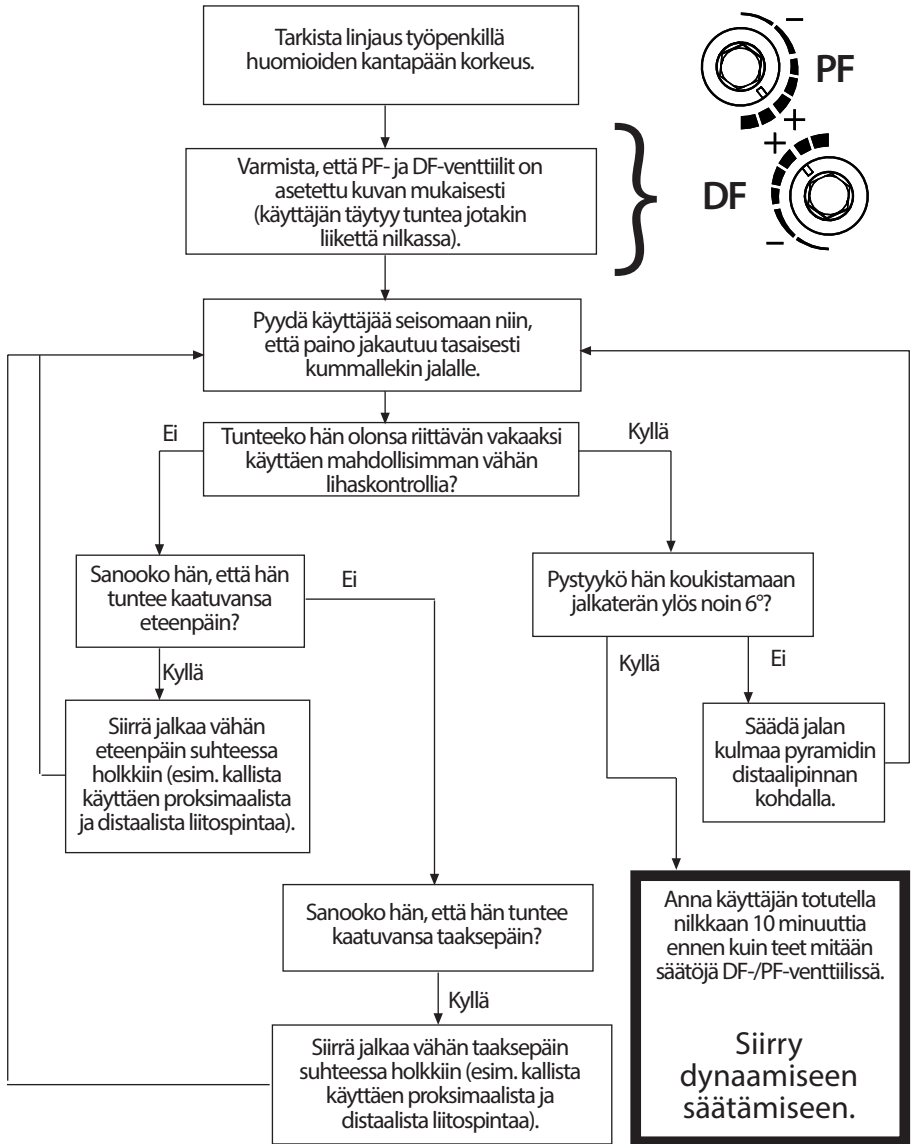 Tarkista linjaus työpenkillä
huomioiden kantapään korkeus.
−
PF
+
Varmista, että PF- ja DF-venttiilit on
asetettu kuvan mukaisesti
(käyttäjän täytyy tuntea jotakin
liikettä nilkassa).
}
+
DF
−
Pyydä käyttäjää seisomaan niin,
että paino jakautuu tasaisesti
kummallekin jalalle.
Ei
Tunteeko hän olonsa riittävän vakaaksi
käyttäen mahdollisimman vähän
lihaskontrollia?
Kyllä
Sanooko hän, että hän
tuntee kaatuvansa
eteenpäin?
Ei
Pystyykö hän koukistamaan
jalkaterän ylös noin 6°?
Kyllä
Kyllä
Ei
Siirrä jalkaa vähän
eteenpäin suhteessa
holkkiin (esim. kallista
käyttäen proksimaalista
ja distaalista liitospintaa).
Säädä jalan
kulmaa pyramidin
distaalipinnan
kohdalla.
Sanooko hän, että hän tuntee
kaatuvansa taaksepäin?
Kyllä
Siirrä jalkaa vähän taaksepäin
suhteessa holkkiin (esim. kallista
käyttäen proksimaalista ja
distaalista liitospintaa).
Anna käyttäjän totutella
nilkkaan 10 minuuttia
ennen kuin teet mitään
säätöjä DF-/PF-venttiilissä.
Siirry
dynaamiseen
säätämiseen.